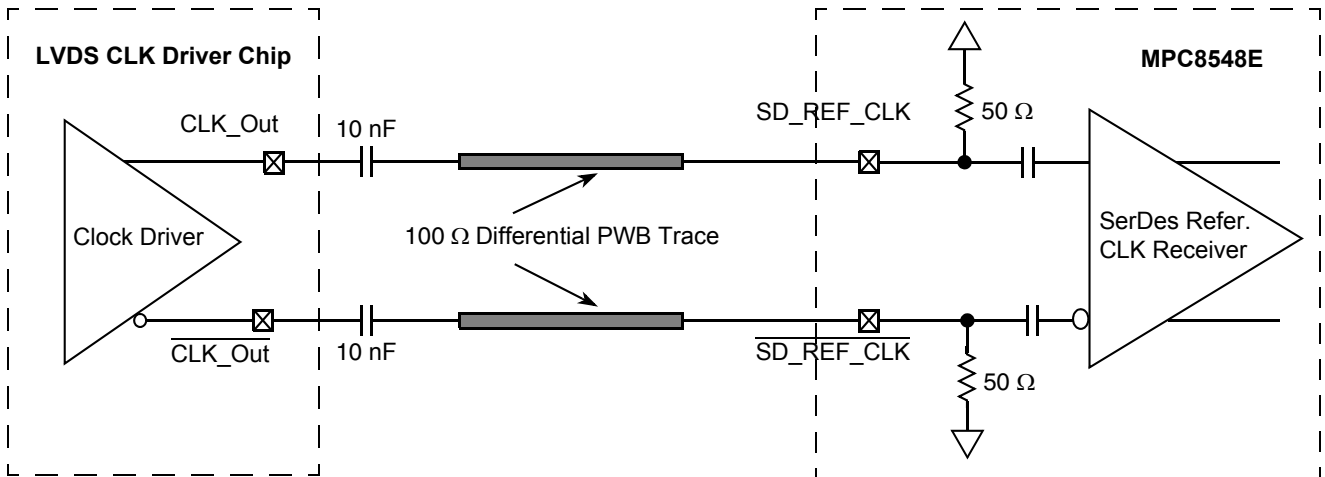 LVDS CLK Driver Chip
MPC8548E
CLK_Out
10 nF
SD_REF_CLK
50 Ω
Clock Driver
100 Ω Differential PWB Trace
SerDes Refer.
CLK Receiver
CLK_Out
10 nF
SD_REF_CLK
50 Ω